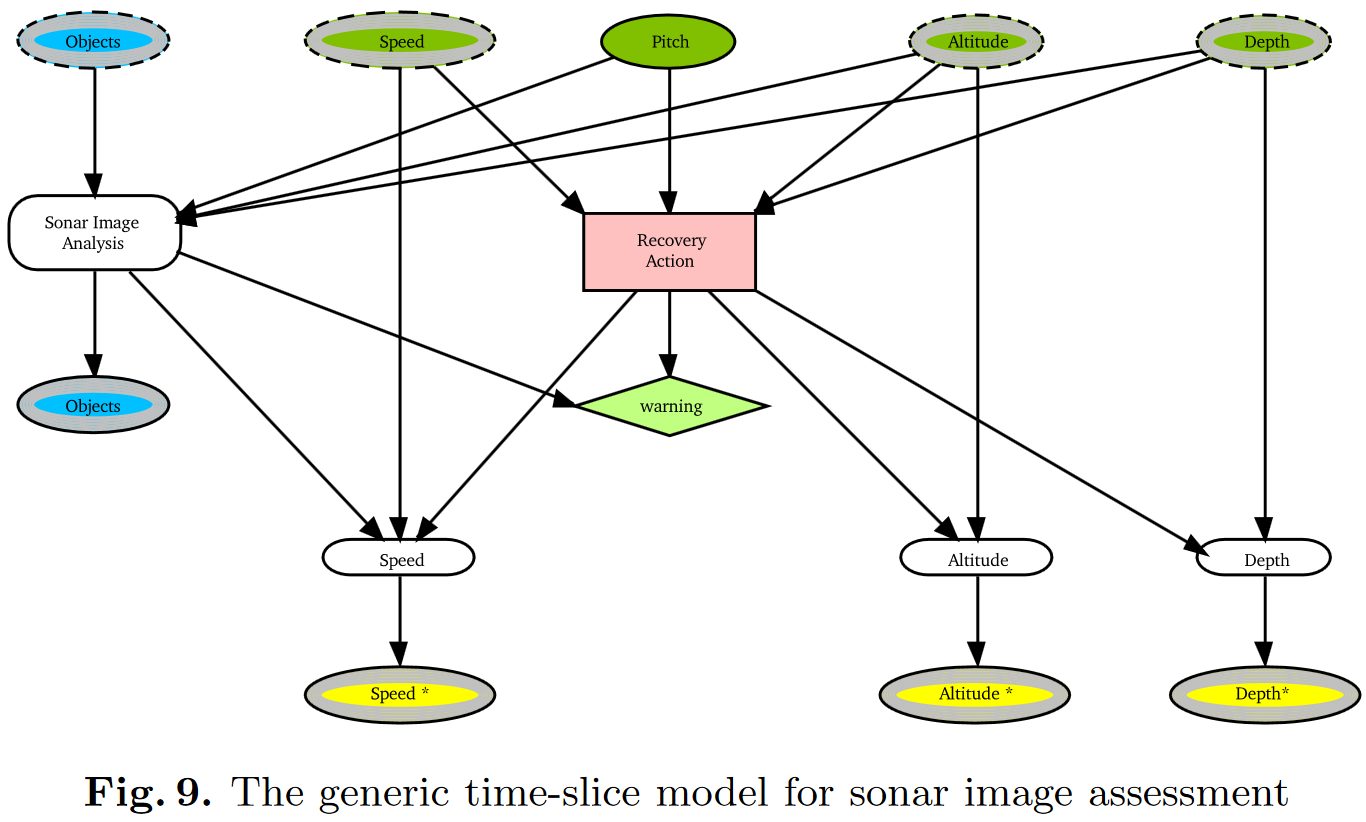 Objects
Speed
Pitch
Altitude
Depth
Sonar Image
Analysis
Recovery
Action
Objects
warning
Speed
Altitude
Depth
Speed *
Altitude *
Depth*
Fig. 9. The generic time-slice model for sonar image assessment